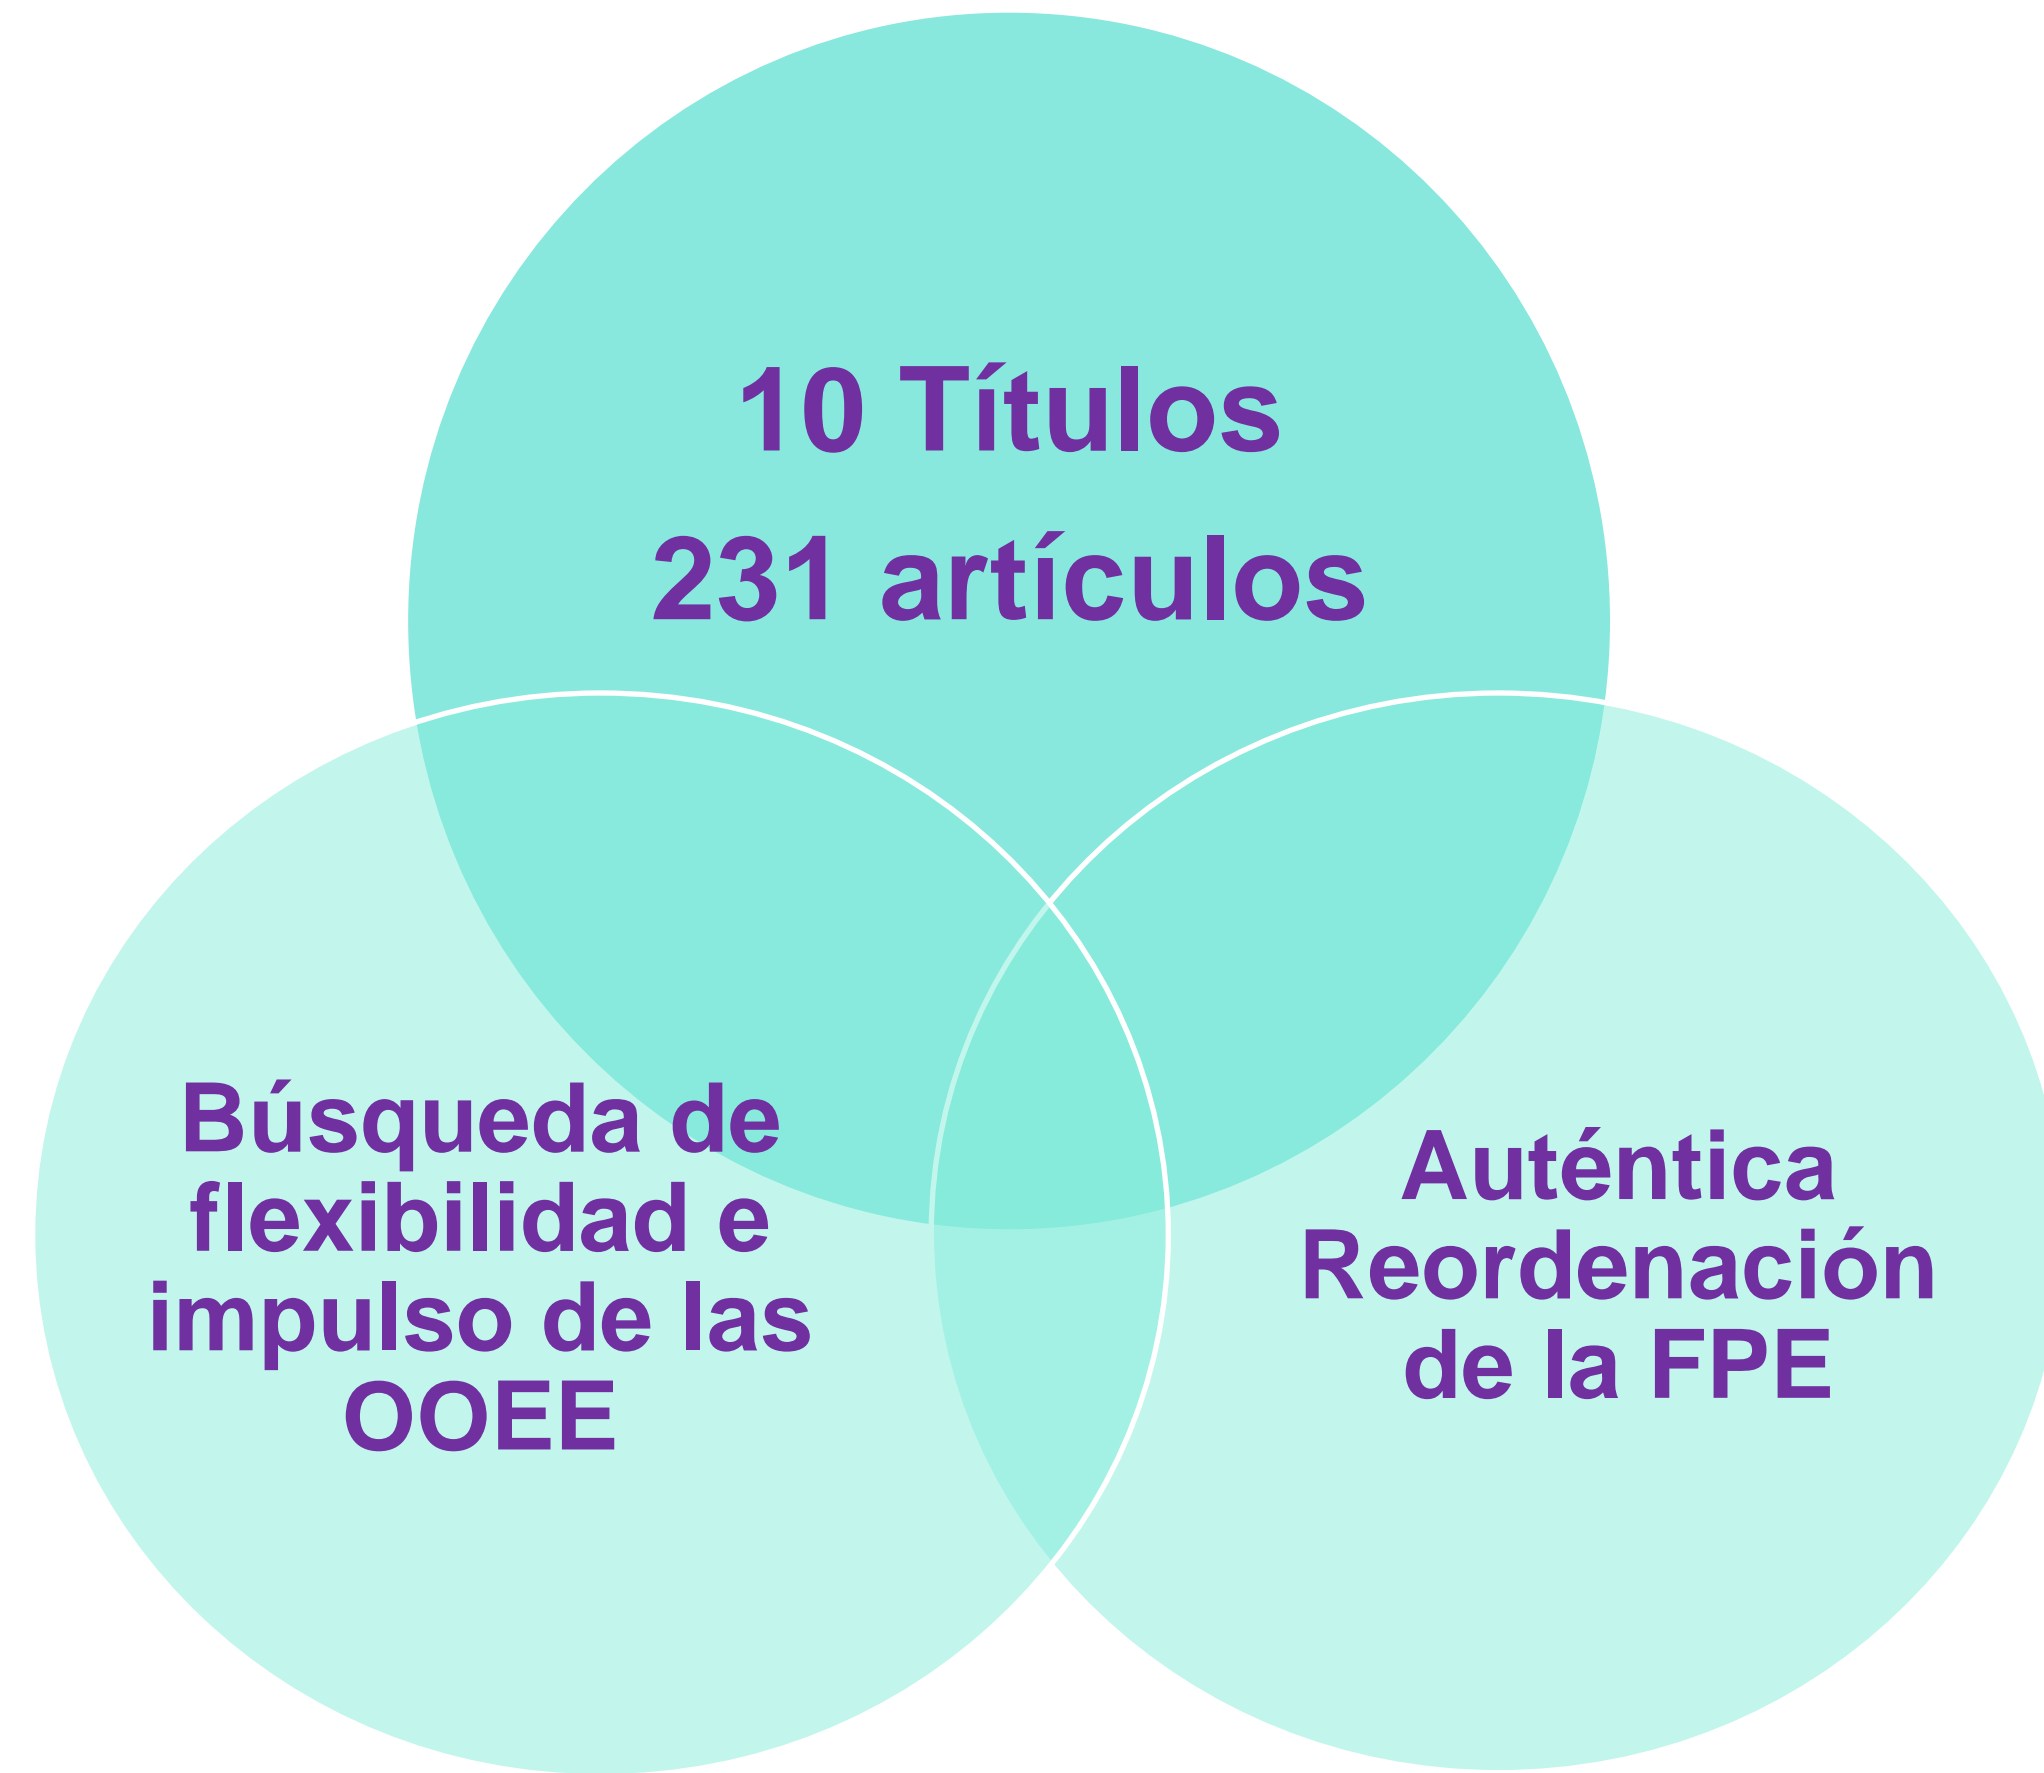 10 Títulos
231 artículos
Búsqueda de
flexibilidad e
impulso de las
OOEE
Auténtica
Reordenación
de la FPE